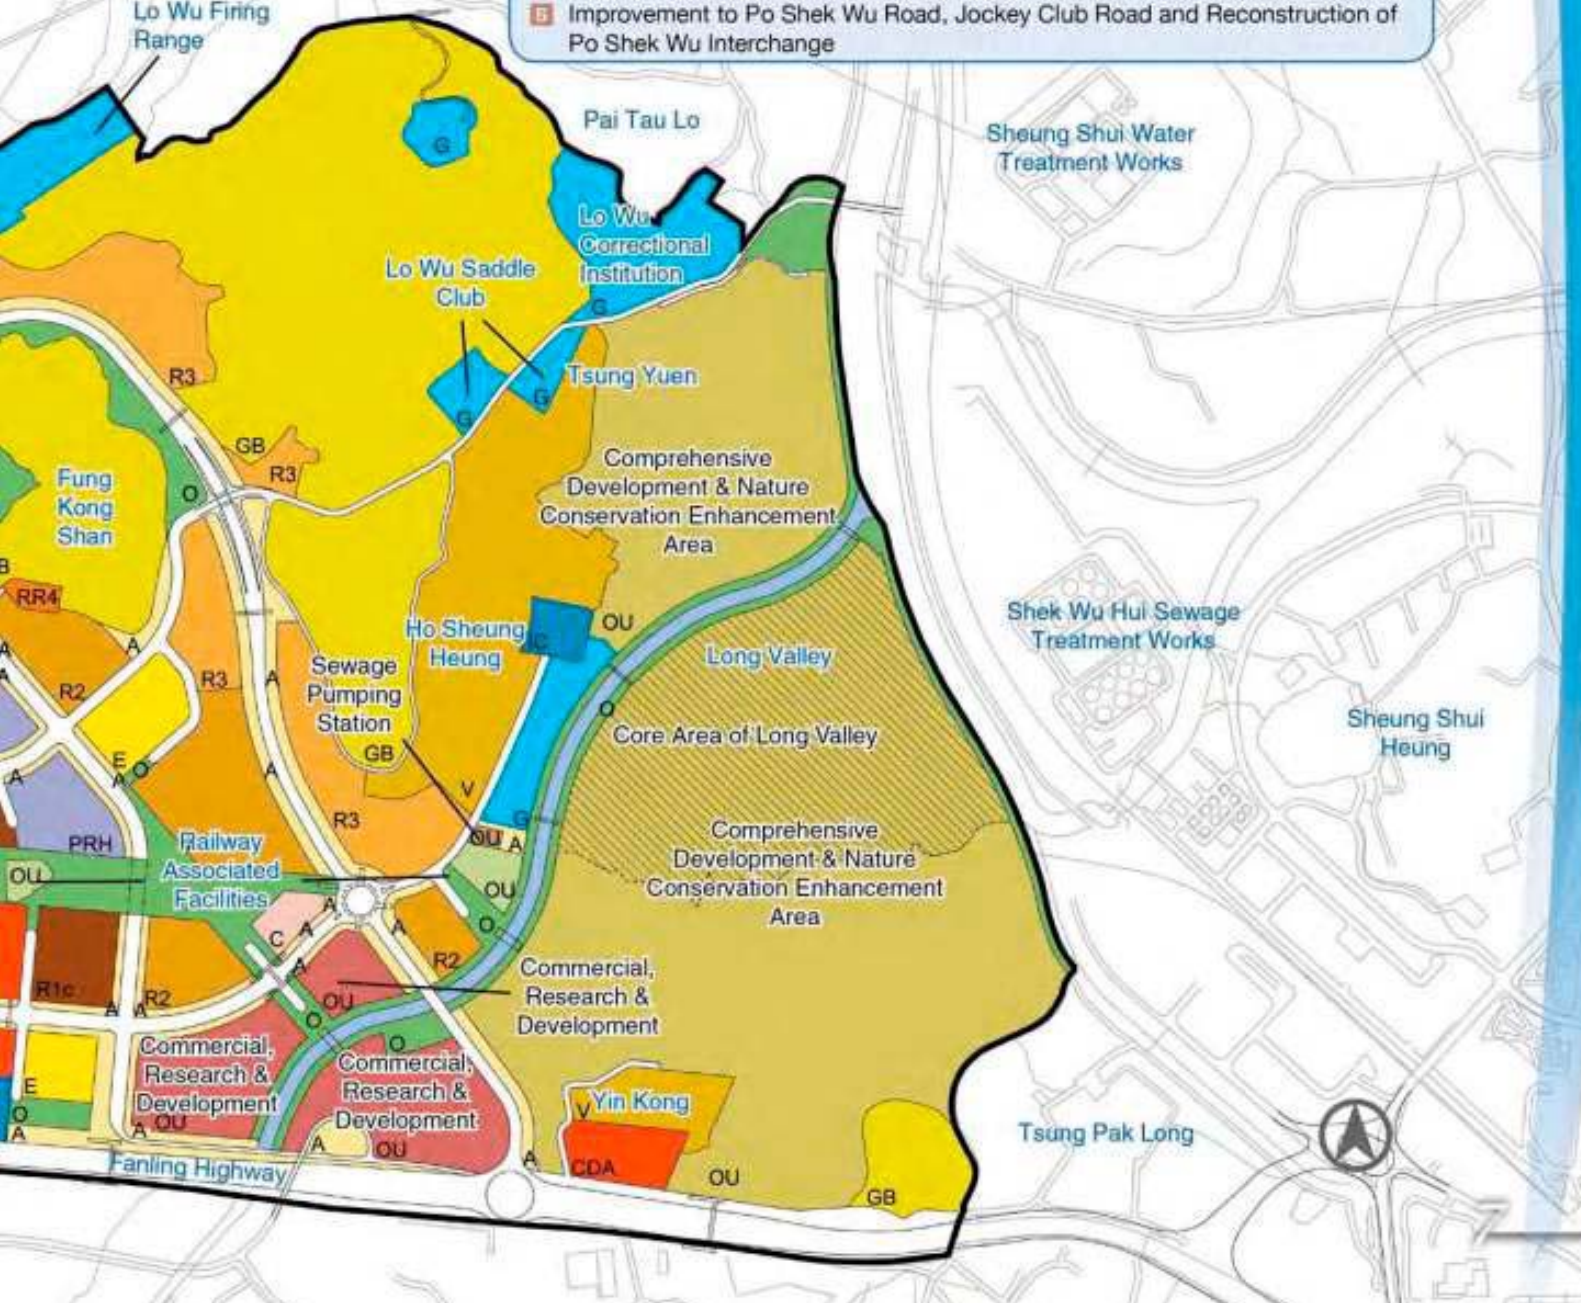 Lo Wu Firing
Range
5 Improvement to Po Shek Wu Road, Jockey Club Road and Reconstruction of
Po Shek Wu Interchange
Pai Tau Lo
Sheung Shui Water
Treatment Works
G
Lo Wu
Correctional
Institution
G
Lo Wu Saddle
Club
G
G
Tsung Yuen
R3
GB
R3
Fung
Kong
Shan
O
Comprehensive
Development & Nature
Conservation Enhancement
Area
B
RR4
A
A
A
R2
R3
A
Ho Sheung
Heung
C
OU
Long Valley
Shek Wu Hui Sewage
Treatment Works
Sewage
Pumping
Station
O
Core Area of Long Valley
Sheung Shui
Heung
GB
E
A
O
A
A
V
R3
G
OU
A
PRH
Railway
Associated
Facilities
Comprehensive
Development & Nature
Conservation Enhancement
Area
OU
OU
A
O
C
A
A
A
R2
R1c
A
A
R2
OU
O
Commercial,
Research &
Development
Commercial,
Research &
Development
OU
A
O
Commercial,
Research &
Development
OU
A
E
O
A
Yin Kong
V
CDA
A
OU
GB
Tsung Pak Long
Fanling Highway
7